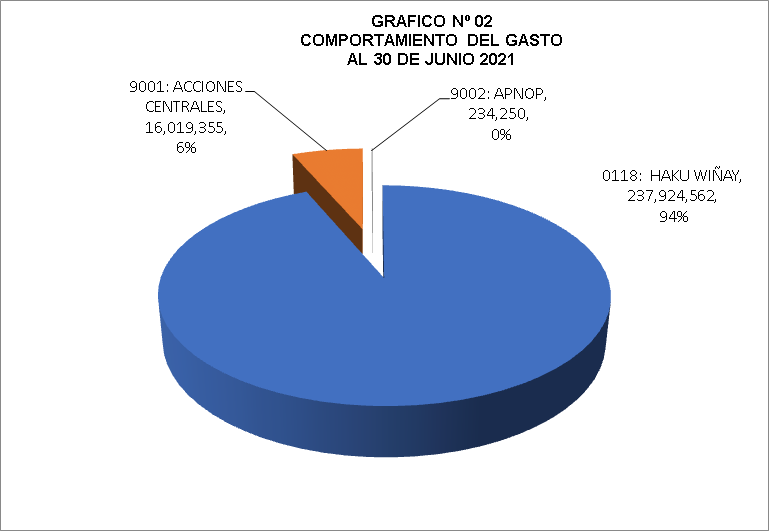 GRAFICO Nº 02
COMPORTAMIENTO DEL GASTO
AL 30 DE JUNIO 2021
9001: ACCIONES
CENTRALES,
16,019,355,
6%
9002: APNOP,
234,250,
0%
0118: HAKU WIÑAY,
237,924,562,
94%